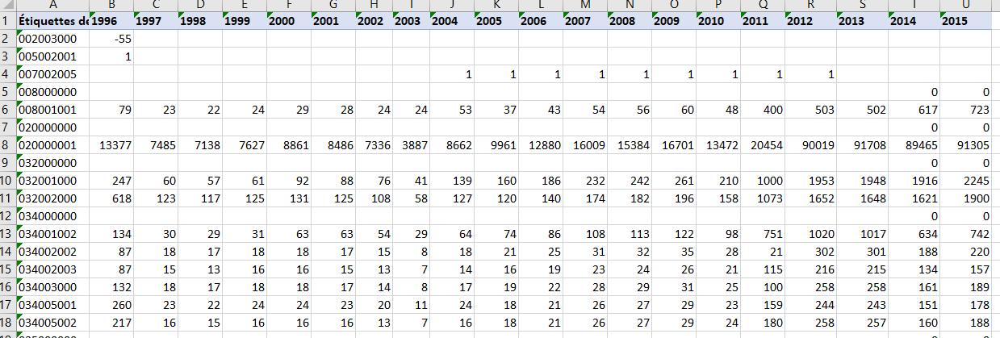 A B C D E F G H I J K L M N O P Q R S T U
1 Étiquettes de 1996 1997 1998 1999 2000 2001 2002 2003 2004 2005 2006 2007 2008 2009 2010 2011 2012 2013 2014 2015
2 002003000 -55
3 005002001 1
4 007002005 1 1 1 1 1 1 1 1 1
5 008000000 0 0
6 008001001 79 23 22 24 29 28 24 24 53 37 43 54 56 60 48 400 503 502 617 723
7 020000000 0 0
8 020000001 13377 7485 7138 7627 8861 8486 7336 3887 8662 9961 12880 16009 15384 16701 13472 20454 90019 91708 89465 91305
9 032000000 0 0
10 032001000 247 60 57 61 92 88 76 41 139 160 186 232 242 261 210 1000 1953 1948 1916 2245
11 032002000 618 123 117 125 131 125 108 58 127 120 140 174 182 196 158 1073 1652 1648 1621 1900
12 034000000 0 0
13 034001002 134 30 29 31 63 63 54 29 64 74 86 108 113 122 98 751 1020 1017 634 742
14 034002002 87 18 17 18 18 17 15 8 18 21 25 31 32 35 28 21 302 301 188 220
15 034002003 87 15 13 16 16 15 13 7 14 16 19 23 24 26 21 115 216 215 134 157
16 034003000 132 18 17 18 18 17 14 8 17 19 22 28 29 31 25 100 258 258 161 189
17 034005001 260 23 22 24 24 23 20 11 24 18 21 26 27 29 23 159 244 243 151 178
18 034005002 217 16 15 16 16 16 13 7 16 18 21 26 27 29 24 180 258 257 160 188